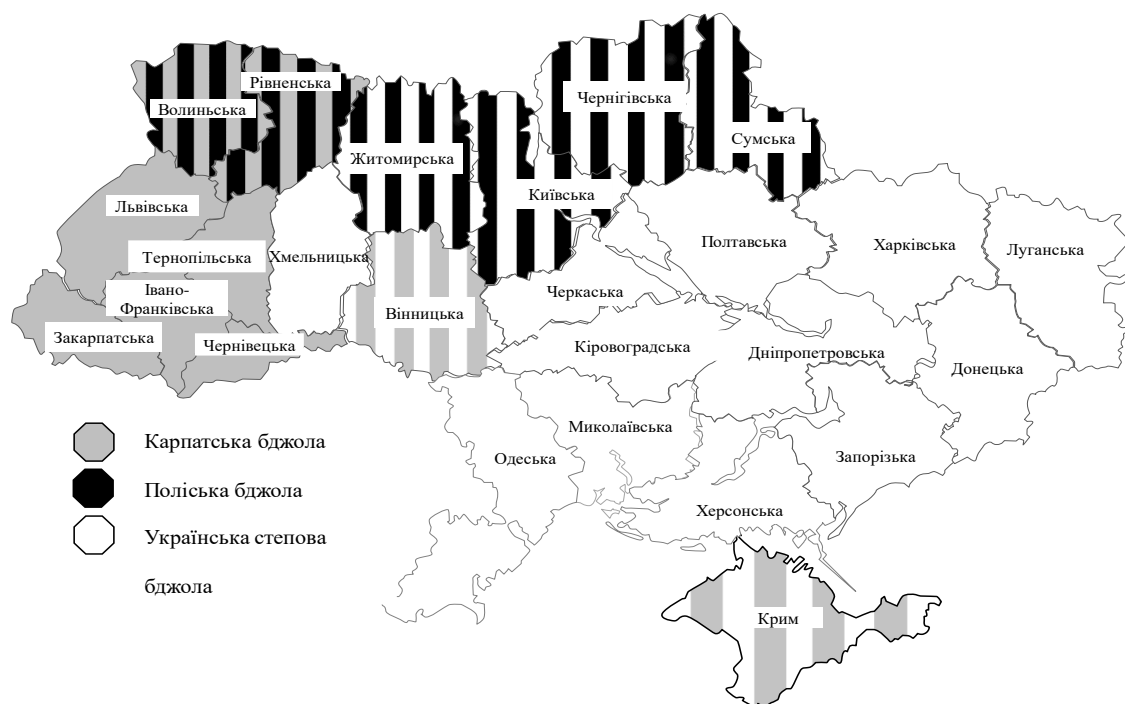 Рівненська
Волиньська
Чернігівська
Сумська
Житомирська
Київська
Львівська
Тернопільська
Хмельницька
Полтавська
Харківська
Луганська
Івано-
Франківська
Черкаська
Вінницька
Закарпатська
Чернівецька
Кіровоградська
Дніпропетровська
Донецька
Миколаївська
Одеська
Запорізька
Херсонська
Крим
Карпатська бджола
Поліська бджола
Українська степова
бджола